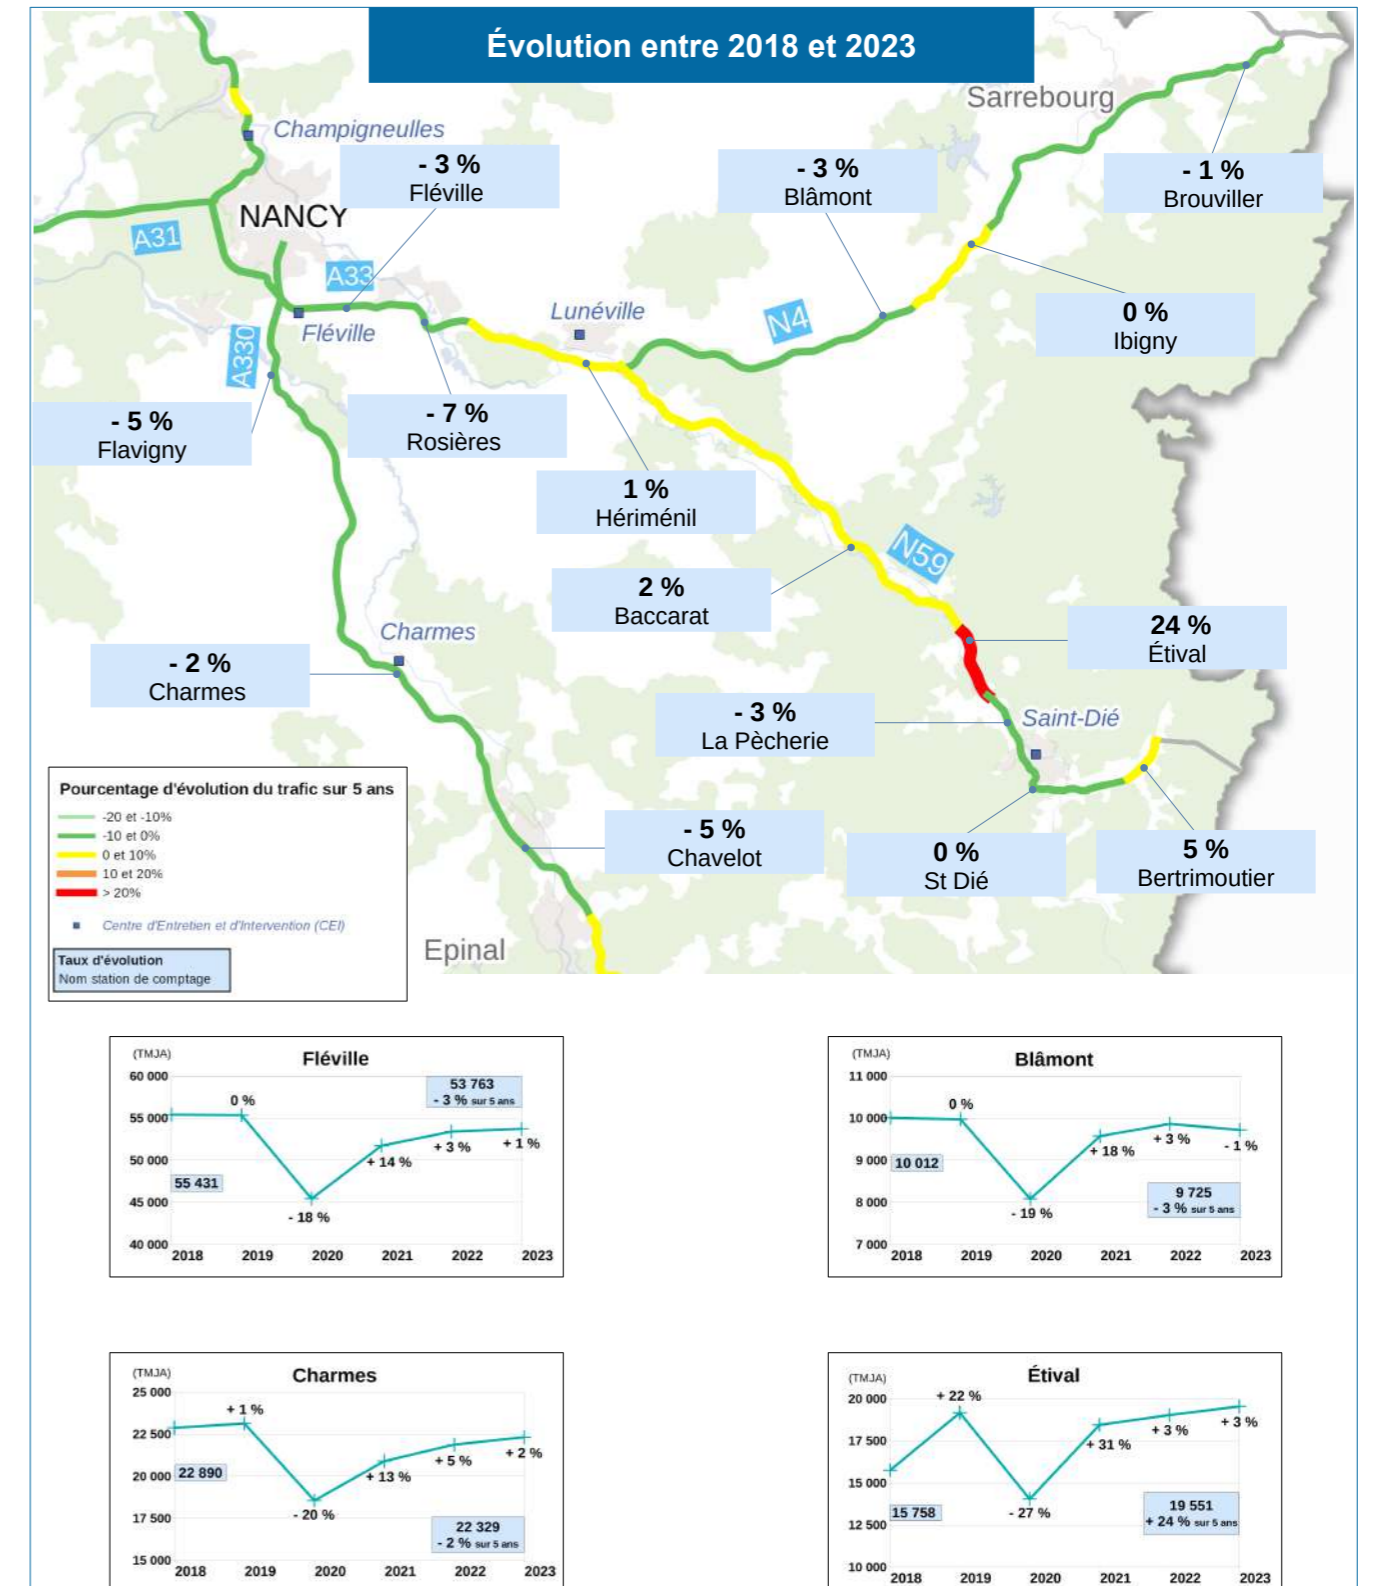 Évolution entre 2018 et 2023
Sarrebourg
Champigneulles
- 3 %
Fléville
- 3 %
Blâmont
- 1 %
Brouviller
NANCY
A31
A33
Lunéville
N4
0 %
Ibigny
Fléville
A330
- 5 %
Flavigny
- 7 %
Rosières
1 %
Hériménil
N59
2 %
Baccarat
24 %
Étival
Charmes
- 2 %
Charmes
- 3 %
La Pècherie
Saint-Dié
- 5 %
Chavelot
0 %
St Dié
5 %
Bertrimoutier
Epinal
Pourcentage d'évolution du trafic sur 5 ans
-20 et -10%
-10 et 0%
0 et 10%
10 et 20%
> 20%
Centre d'Entretien et d'Intervention (CEI)
Taux d'évolution
Nom station de comptage
(TMJA)
Fléville
60 000
55 000
50 000
45 000
40 000
0 %
- 18 %
+ 14 %
+ 3 %
+ 1 %
55 431
53 763
- 3 % sur 5 ans
2018 2019 2020 2021 2022 2023
(TMJA)
Blâmont
11 000
10 000
9 000
8 000
7 000
0 %
- 19 %
+ 18 %
+ 3 %
- 1 %
10 012
9 725
- 3 % sur 5 ans
2018 2019 2020 2021 2022 2023
(TMJA)
Charmes
25 000
22 500
20 000
17 500
15 000
+ 1 %
- 20 %
+ 13 %
+ 5 %
+ 2 %
22 890
22 329
- 2 % sur 5 ans
2018 2019 2020 2021 2022 2023
(TMJA)
Étival
20 000
17 500
15 000
12 500
10 000
+ 22 %
- 27 %
+ 31 %
+ 3 %
+ 3 %
15 758
19 551
+ 24 % sur 5 ans
2018 2019 2020 2021 2022 2023